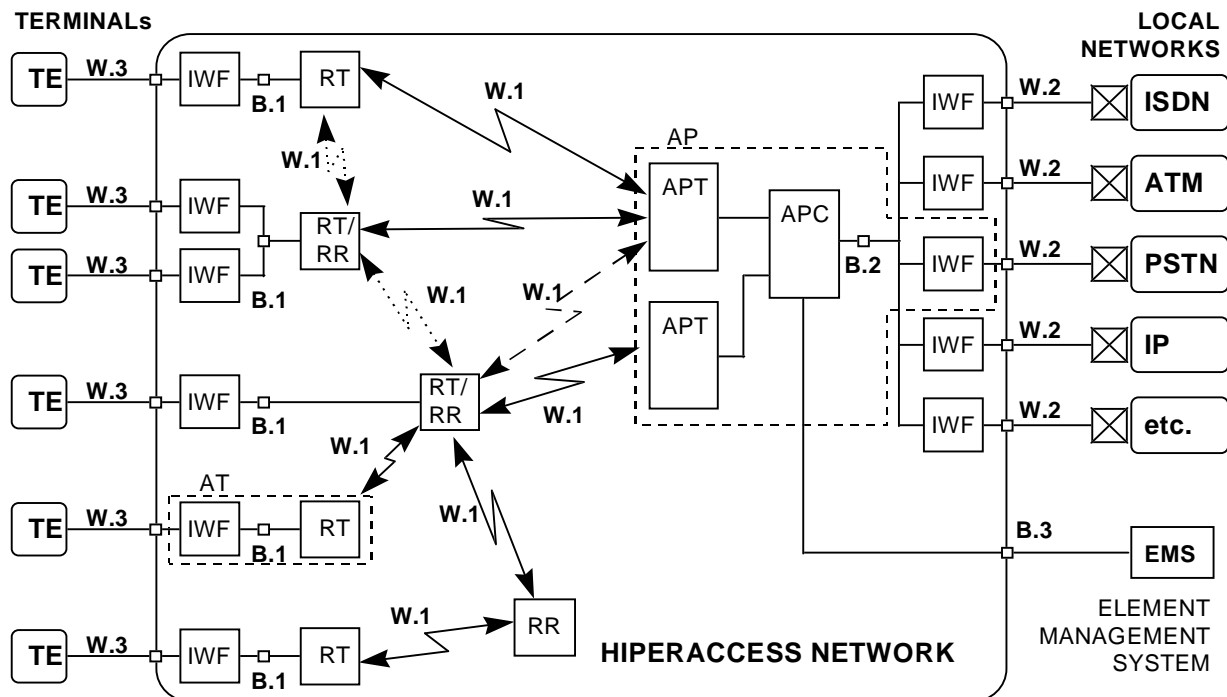 TERMINALs
LOCAL
NETWORKS
TE
W.3
IWF
B.1
RT
W.1
W.1
IWF
W.2
ISDN
AP
TE
W.3
IWF
W.1
RT/
RR
W.1
APT
APC
IWF
W.2
ATM
TE
W.3
IWF
B.1
W.1
W.1
B.2
IWF
W.2
PSTN
APT
IWF
W.2
IP
TE
W.3
IWF
B.1
RT/
RR
W.1
IWF
W.2
etc.
W.1
AT
TE
W.3
IWF
B.1
RT
W.1
B.3
EMS
ELEMENT
MANAGEMENT
SYSTEM
TE
W.3
IWF
B.1
RT
W.1
RR
HIPERACCESS NETWORK